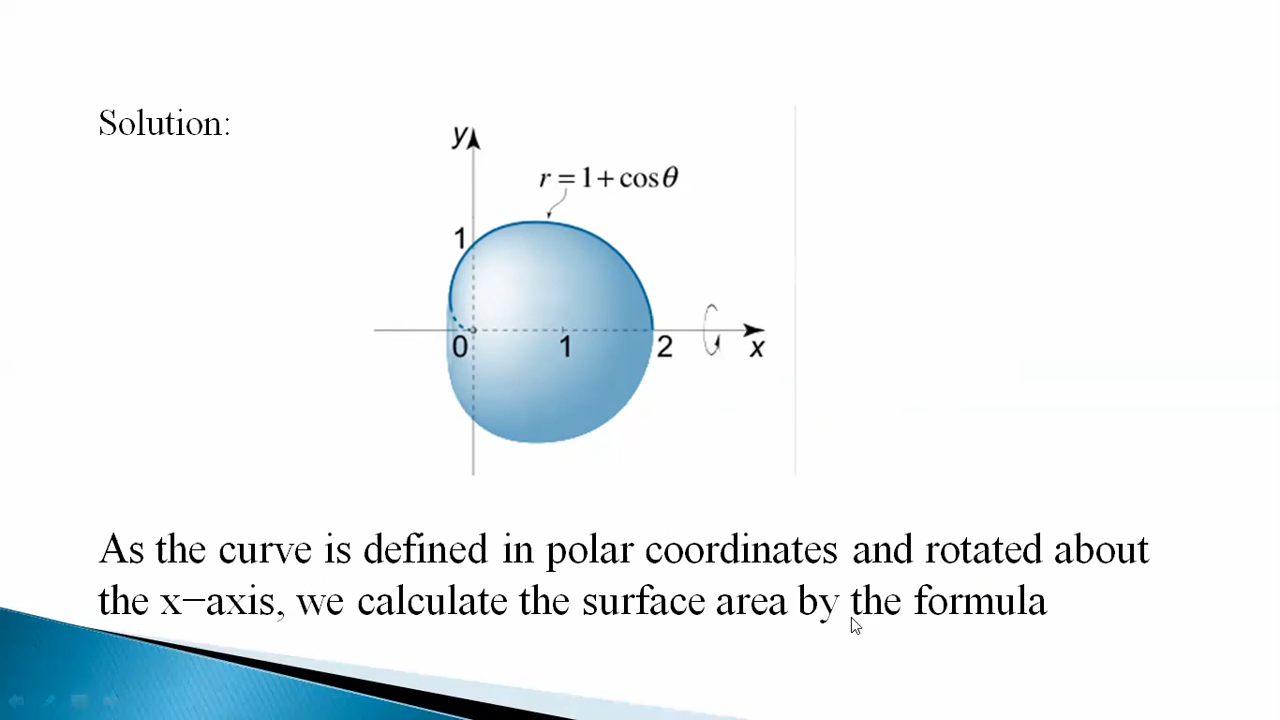 Solution:
y
r = 1 + cosθ
1
0
1
2
x
As the curve is defined in polar coordinates and rotated about
the x−axis, we calculate the surface area by the formula